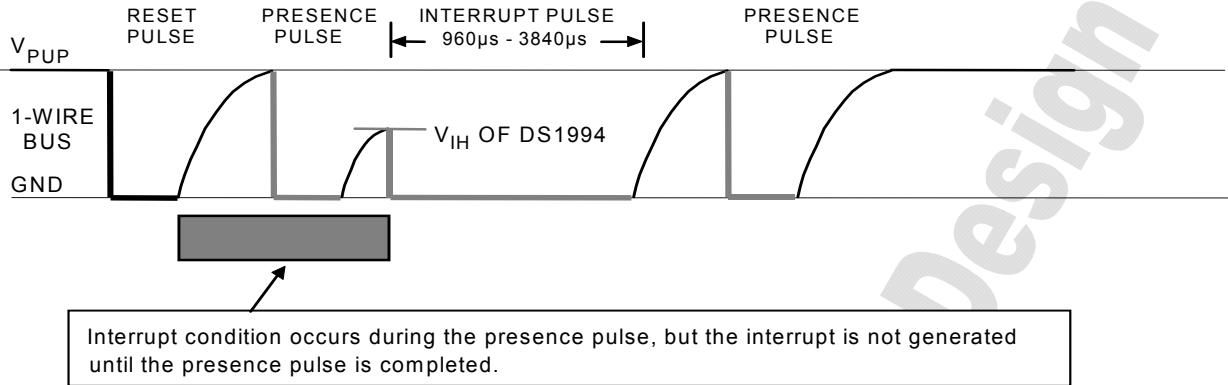 RESET PRESENCE INTERRUPT PULSE PRESENCE
PULSE PULSE 960µs - 3840µs PULSE
VPUP
1-WIRE
BUS
VIH OF DS1994
GND
Interrupt condition occurs during the presence pulse, but the interrupt is not generated
until the presence pulse is completed.
Design